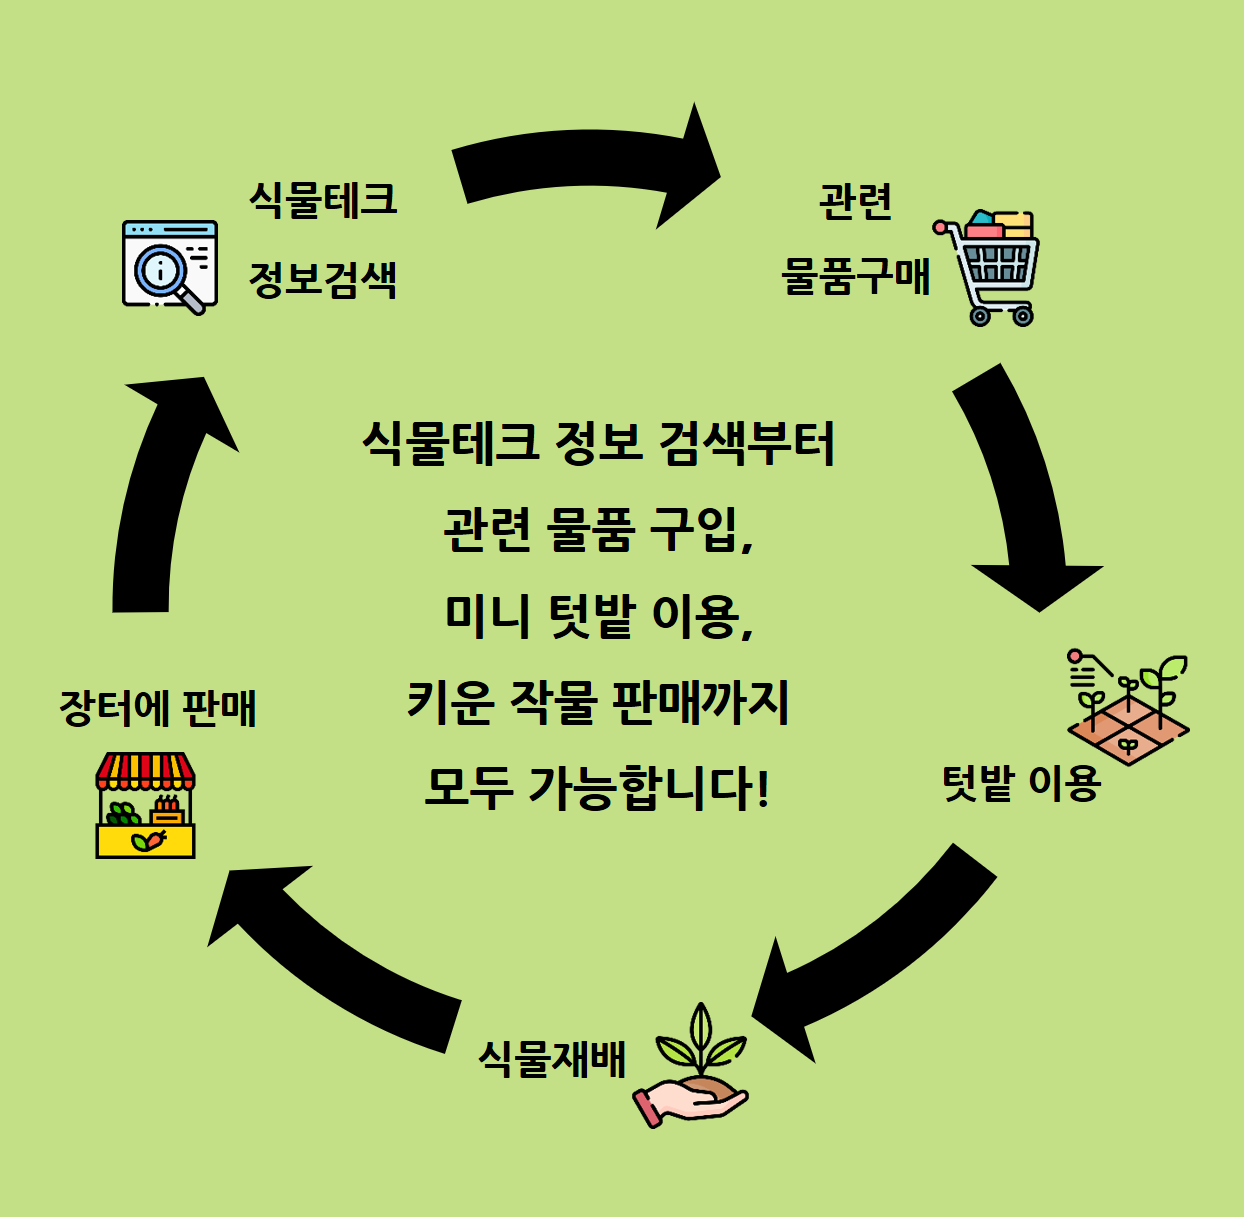 식물테크
정보검색
관련
물품구매
식물테크 정보 검색부터
관련 물품 구입,
미니 텃밭 이용,
키운 작물 판매까지
모두 가능합니다!
장터에 판매
텃밭 이용
식물재배